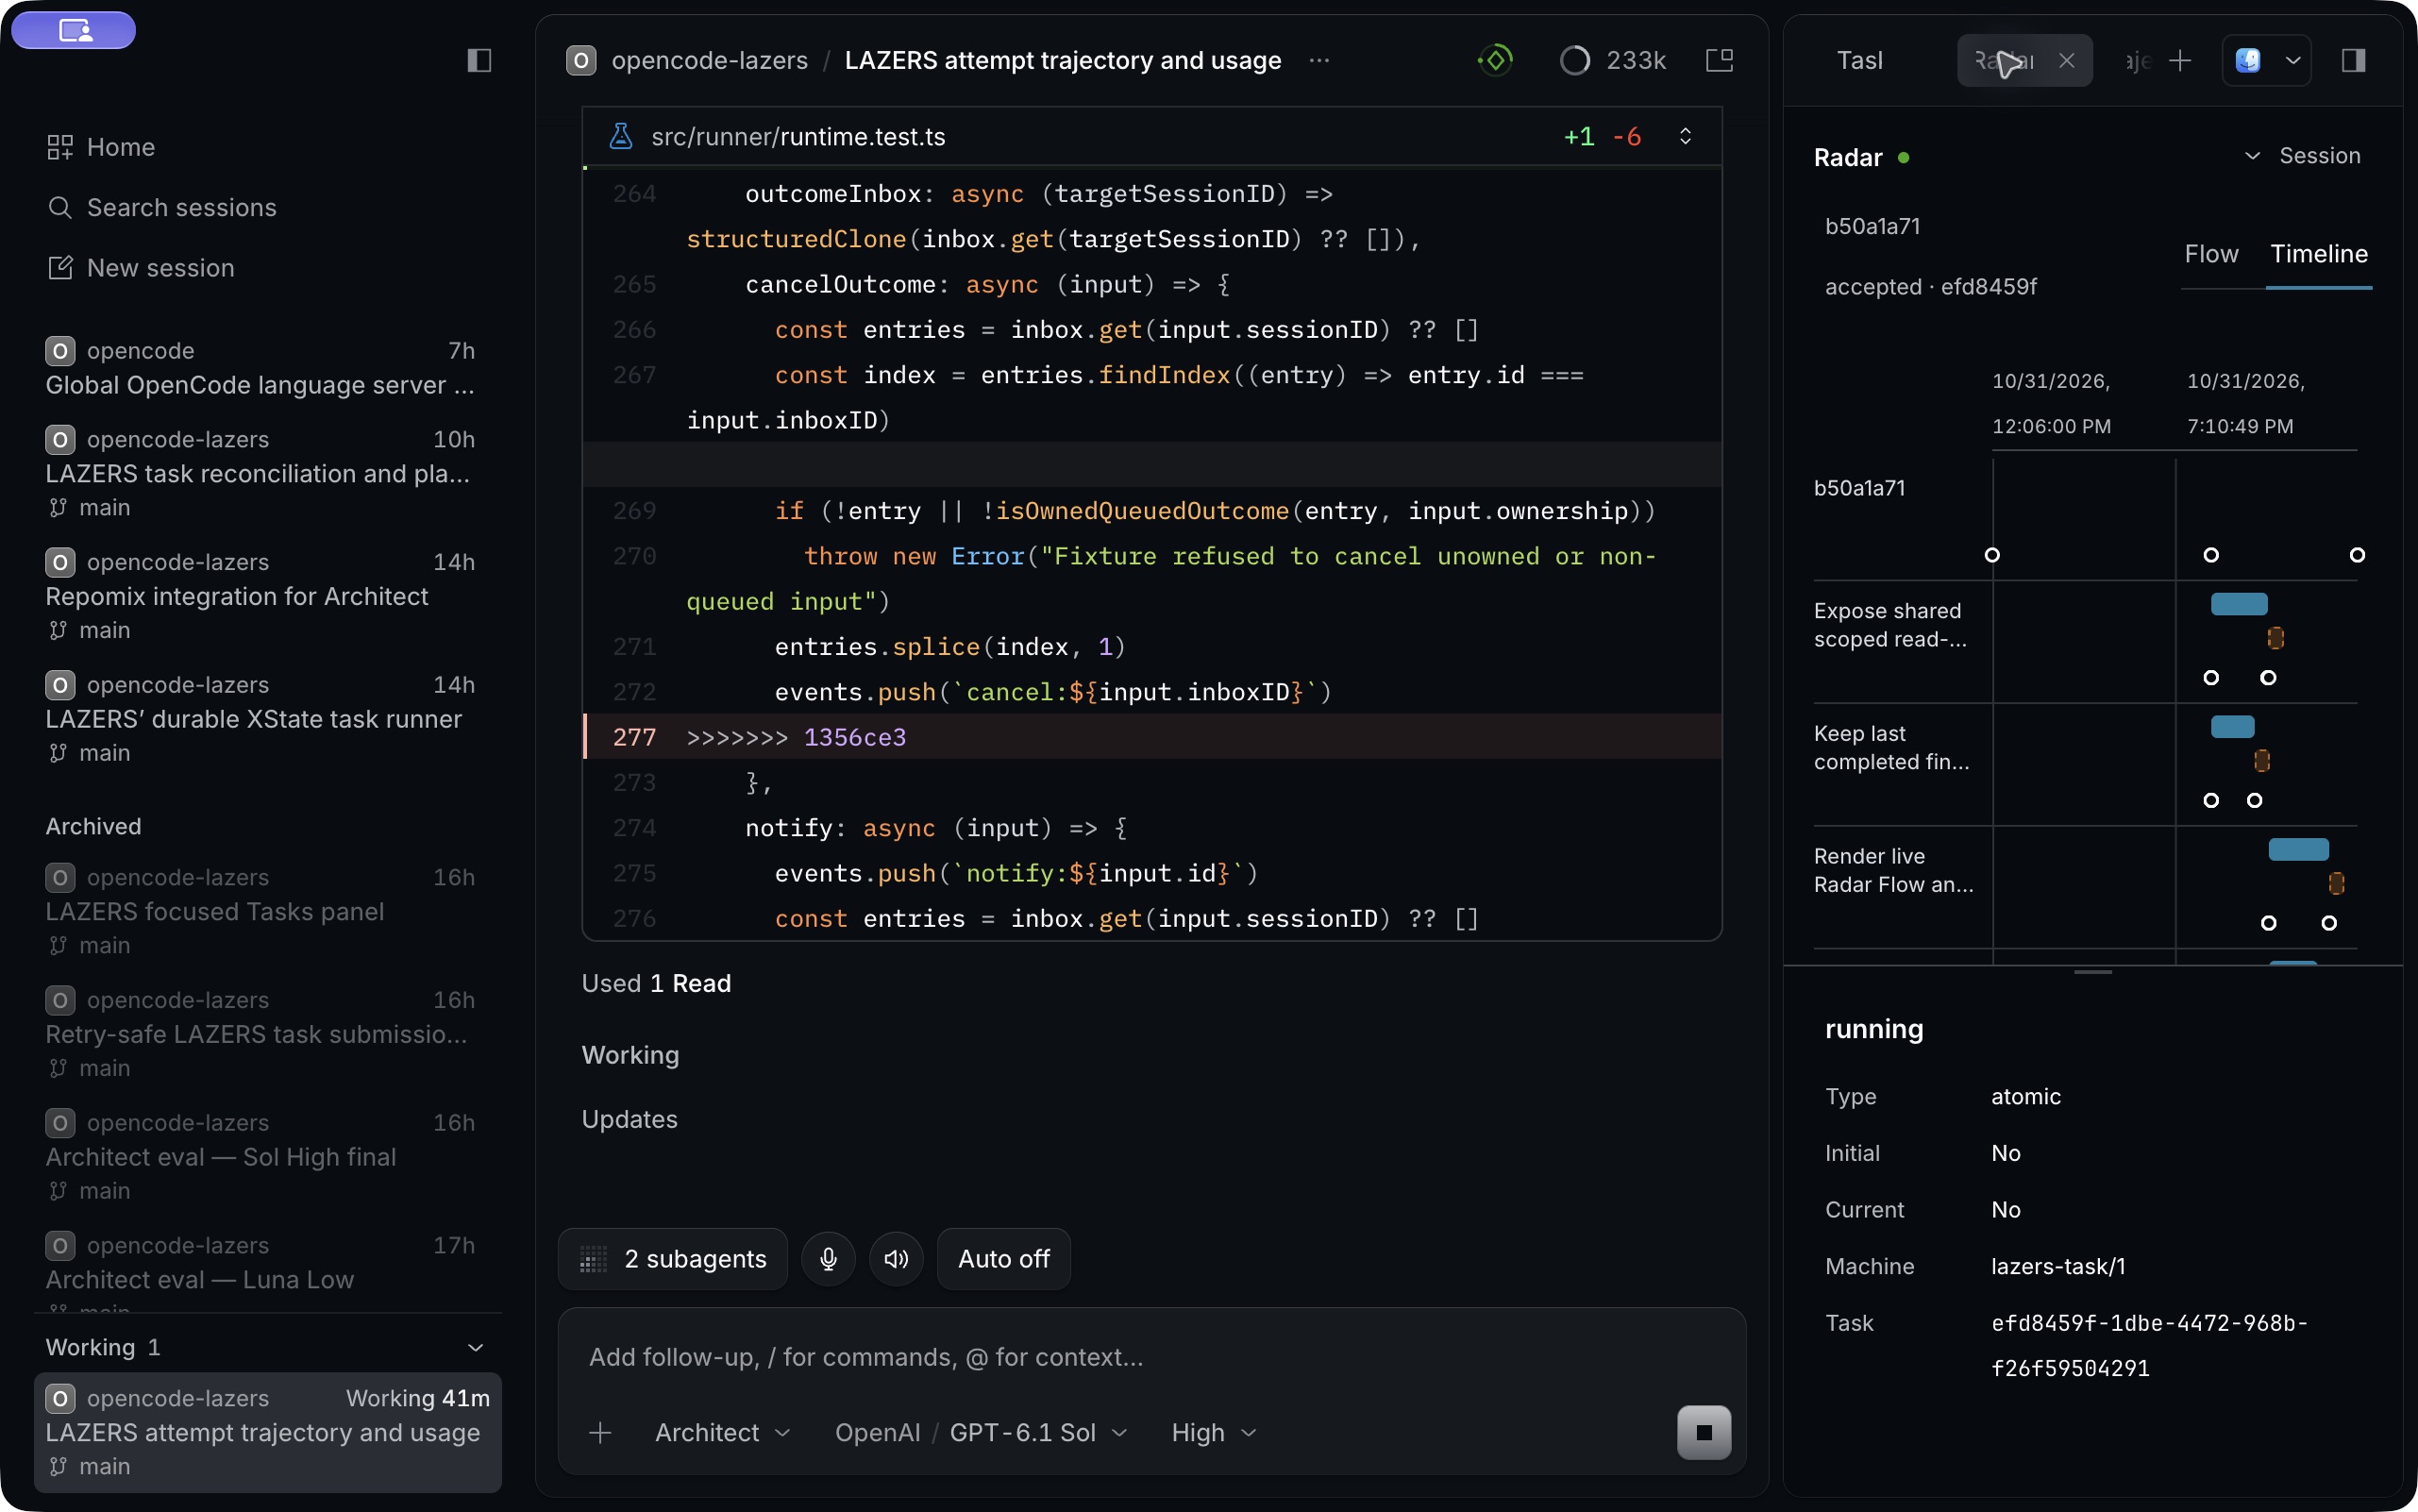 Home
Search sessions
New session
O opencode 7h
Global OpenCode language server ...
O opencode-lazers 10h
LAZERS task reconciliation and pla...
main
O opencode-lazers 14h
Repomix integration for Architect
main
O opencode-lazers 14h
LAZERS’ durable XState task runner
main
Archived
O opencode-lazers 16h
LAZERS focused Tasks panel
main
O opencode-lazers 16h
Retry-safe LAZERS task submissio...
main
O opencode-lazers 16h
Architect eval — Sol High final
main
O opencode-lazers 17h
Architect eval — Luna Low
main
Working 1
O opencode-lazers Working 41m
LAZERS attempt trajectory and usage
main
O opencode-lazers / LAZERS attempt trajectory and usage ... 233k
src/runner/runtime.test.ts +1 -6
264 outcomeInbox: async (targetSessionID) =>
structuredClone(inbox.get(targetSessionID) ?? []),
265 cancelOutcome: async (input) => {
266 const entries = inbox.get(input.sessionID) ?? []
267 const index = entries.findIndex((entry) => entry.id ===
input.inboxID)
269 if (!entry || !isOwnedQueuedOutcome(entry, input.ownership))
270 throw new Error("Fixture refused to cancel unowned or non-
queued input")
271 entries.splice(index, 1)
272 events.push(`cancel:${input.inboxID}`)
277 >>>>>>> 1356ce3
273 },
274 notify: async (input) => {
275 events.push(`notify:${input.id}`)
276 const entries = inbox.get(input.sessionID) ?? []
Used 1 Read
Working
Updates
2 subagents
Auto off
Add follow-up, / for commands, @ for context...
Architect OpenAI / GPT-6.1 Sol High
Radar
Session
b50a1a71
Flow Timeline
accepted · efd8459f
10/31/2026, 10/31/2026,
12:06:00 PM 7:10:49 PM
b50a1a71
Expose shared
scoped read-...
Keep last
completed fin...
Render live
Radar Flow an...
running
Type atomic
Initial No
Current No
Machine lazers-task/1
Task efd8459f-1dbe-4472-968b-
f26f59504291